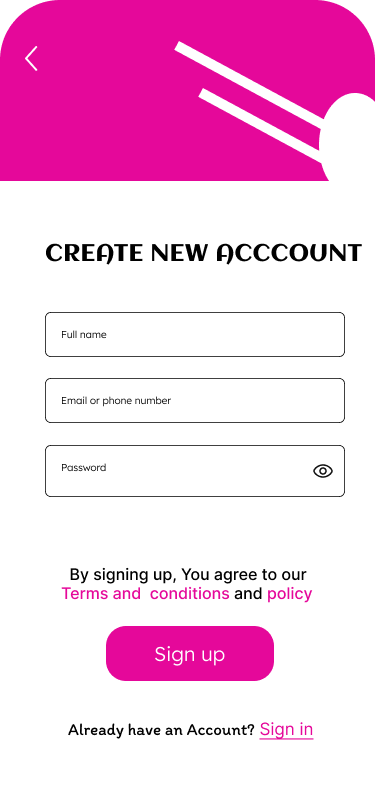 CREATE NEW ACCCOUNT
Full name
Email or phone number
Password
By signing up, You agree to our
Terms and  conditions and policy
Sign up
Already have an Account? Sign in